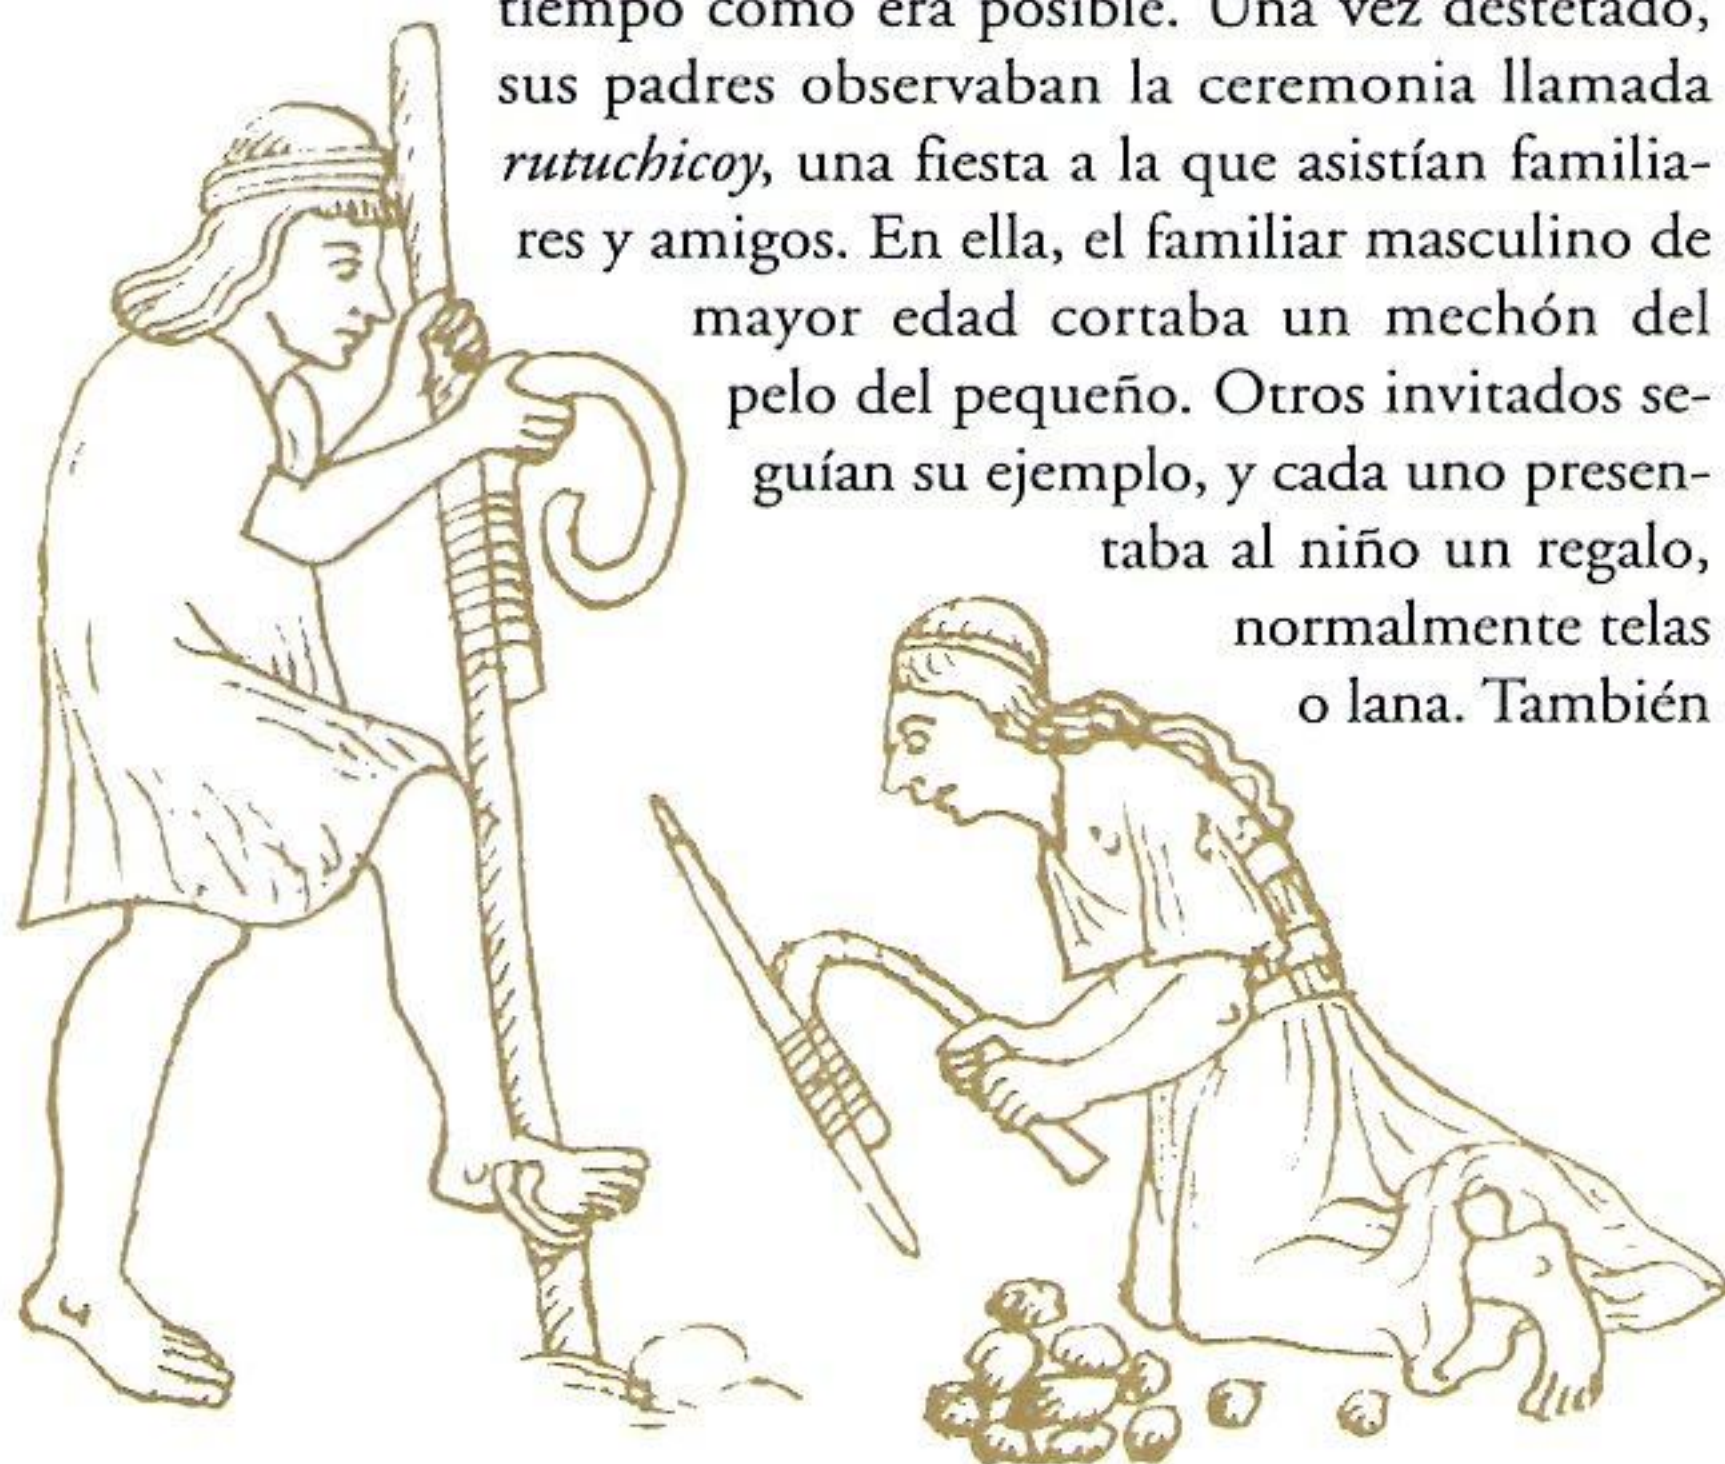 tiempo como era posible. Una vez destetado,
sus padres observaban la ceremonia llamada
rutuchicoy, una fiesta a la que asistían familia-
res y amigos. En ella, el familiar masculino de
mayor edad cortaba un mechón del
pelo del pequeño. Otros invitados se-
guían su ejemplo, y cada uno presen-
taba al niño un regalo,
normalmente telas
o lana. También